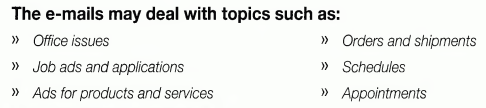 The e-mails may deal with topics such as:
» Office issues
» Job ads and applications
» Ads for products and services
» Orders and shipments
» Schedules
» Appointments